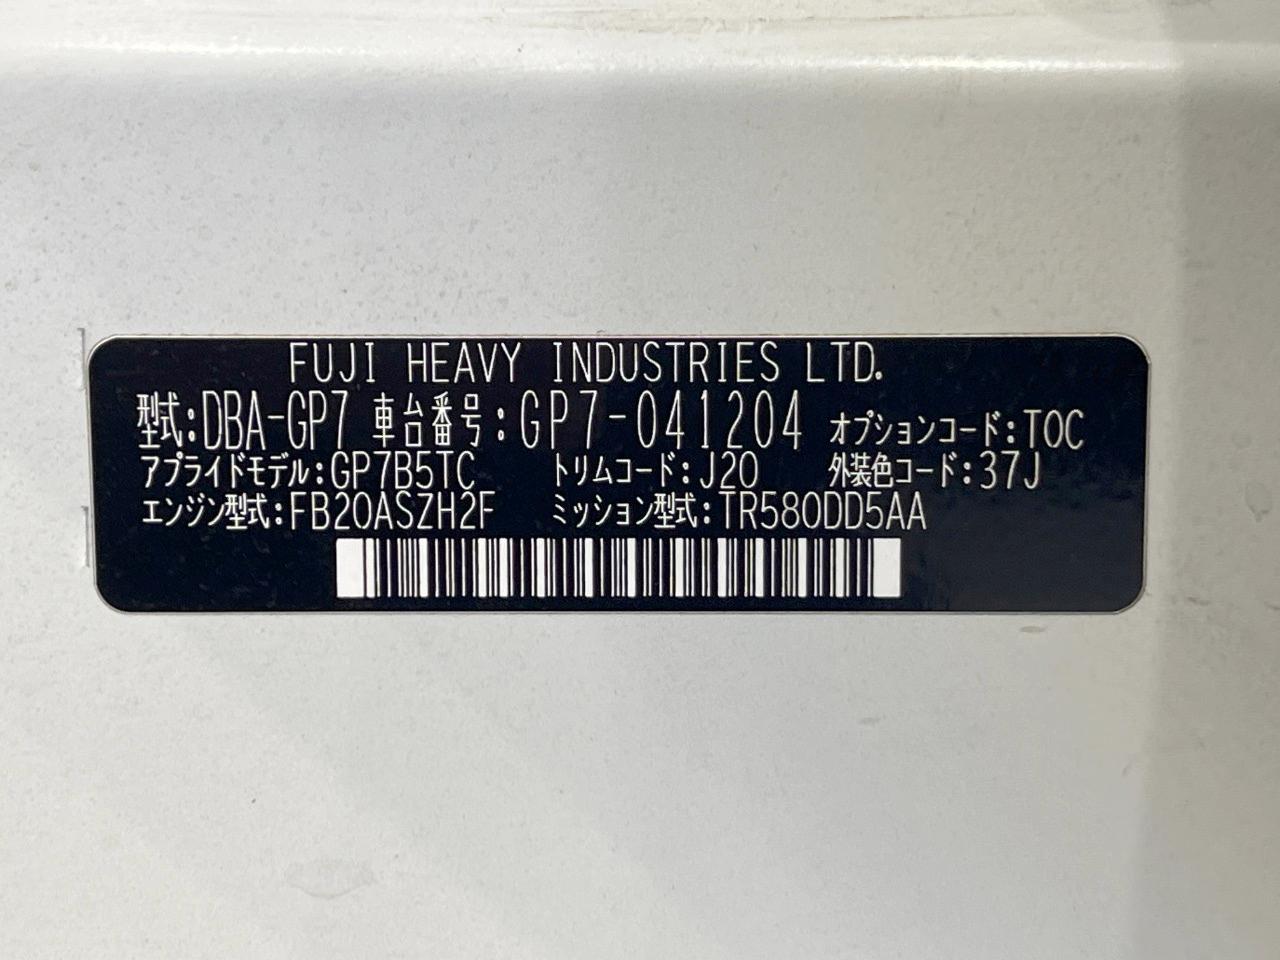 FUJI HEAVY INDUSTRIES LTD.
型式:DBA-GP7 車台番号:GP7-041204 オプションコード:TOC
アプライドモデル:GP7B5TC トリムコード:J20 外装色コード:37J
エンジン型式:FB20ASZH2F ミッション型式:TR580DD5AA